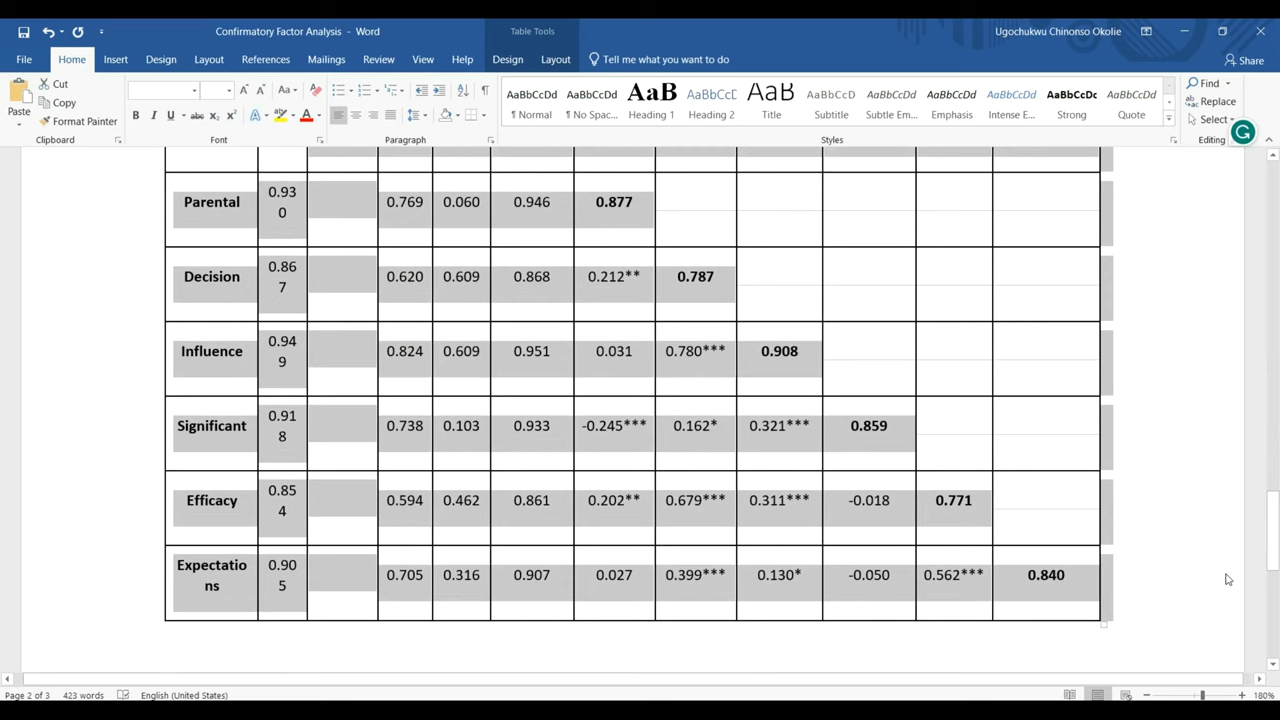 Confirmatory Factor Analysis - Word
Table Tools
Ugochukwu Chinonso Okolie
File Home Insert Design Layout References Mailings Review View Help Design Layout Tell me what you want to do Share
Paste
Cut
Copy
Format Painter
Clipboard
Font
Paragraph
AaBbCcDd AaBbCcDd AaB AaBbCcD AaB AaBbCcD AaBbCcDd AaBbCcDd AaBbCcDd AaBbCcDc AaBbCcDd
¶ Normal ¶ No Spac... Heading 1 Heading 2 Title Subtitle Subtle Em... Emphasis Intense E... Strong Quote
Styles
Find
Replace
Select
Editing
Parental 0.93
0 0.769 0.060 0.946 0.877
Decision 0.86
7 0.620 0.609 0.868 0.212** 0.787
Influence 0.94
9 0.824 0.609 0.951 0.031 0.780*** 0.908
Significant 0.91
8 0.738 0.103 0.933 -0.245*** 0.162* 0.321*** 0.859
Efficacy 0.85
4 0.594 0.462 0.861 0.202** 0.679*** 0.311*** -0.018 0.771
Expectatio 0.90
ns 5 0.705 0.316 0.907 0.027 0.399*** 0.130* -0.050 0.562*** 0.840
Page 2 of 3 423 words English (United States) 180%